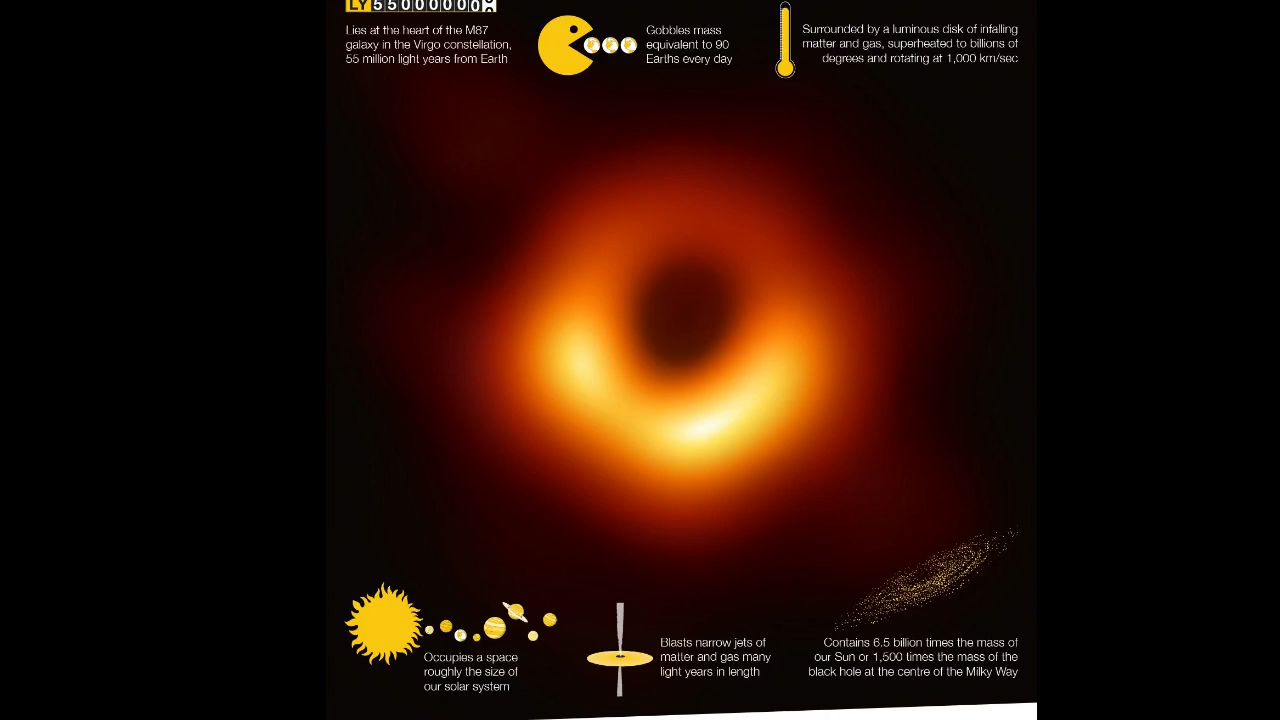 LY 550000000
Lies at the heart of the M87
galaxy in the Virgo constellation,
55 million light years from Earth
Gobbles mass
equivalent to 90
Earths every day
Surrounded by a luminous disk of infalling
matter and gas, superheated to billions of
degrees and rotating at 1,000 km/sec
Occupies a space
roughly the size of
our solar system
Blasts narrow jets of
matter and gas many
light years in length
Contains 6.5 billion times the mass of
our Sun or 1,500 times the mass of the
black hole at the centre of the Milky Way